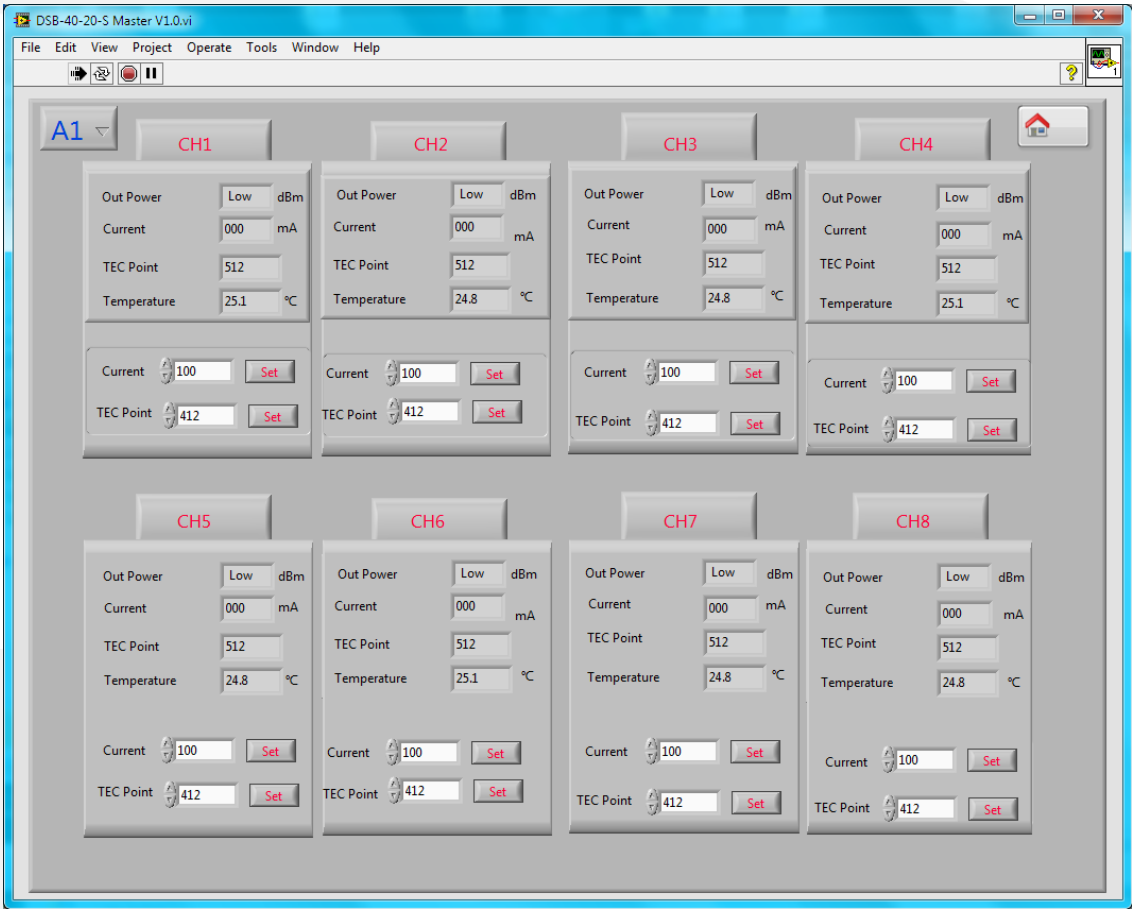 DSB-40-20-S Master V1.0.vi
File Edit View Project Operate Tools Window Help
1
A1
CH1 CH2 CH3 CH4
Out Power Low dBm Out Power Low dBm Out Power Low dBm Out Power Low dBm
Current 000 mA Current 000 mA Current 000 mA Current 000 mA
TEC Point 512 TEC Point 512 TEC Point 512 TEC Point 512
Temperature 25.1 ℃ Temperature 24.8 ℃ Temperature 24.8 ℃ Temperature 25.1 ℃
Current 100 Set Current 100 Set Current 100 Set Current 100 Set
TEC Point 412 Set TEC Point 412 Set TEC Point 412 Set TEC Point 412 Set
CH5 CH6 CH7 CH8
Out Power Low dBm Out Power Low dBm Out Power Low dBm Out Power Low dBm
Current 000 mA Current 000 mA Current 000 mA Current 000 mA
TEC Point 512 TEC Point 512 TEC Point 512 TEC Point 512
Temperature 24.8 ℃ Temperature 25.1 ℃ Temperature 24.8 ℃ Temperature 24.8 ℃
Current 100 Set Current 100 Set Current 100 Set Current 100 Set
TEC Point 412 Set TEC Point 412 Set TEC Point 412 Set TEC Point 412 Set